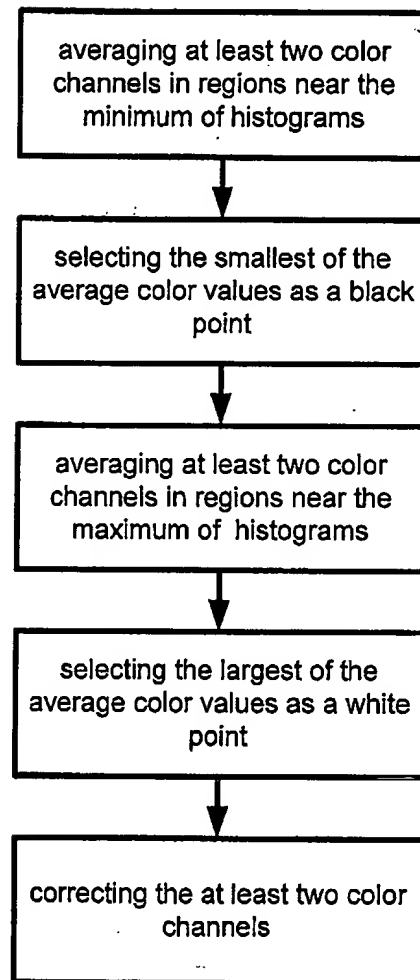 averaging at least two color
channels in regions near the
minimum of histograms
selecting the smallest of the
average color values as a black
point
averaging at least two color
channels in regions near the
maximum of histograms
selecting the largest of the
average color values as a white
point
correcting the at least two color
channels